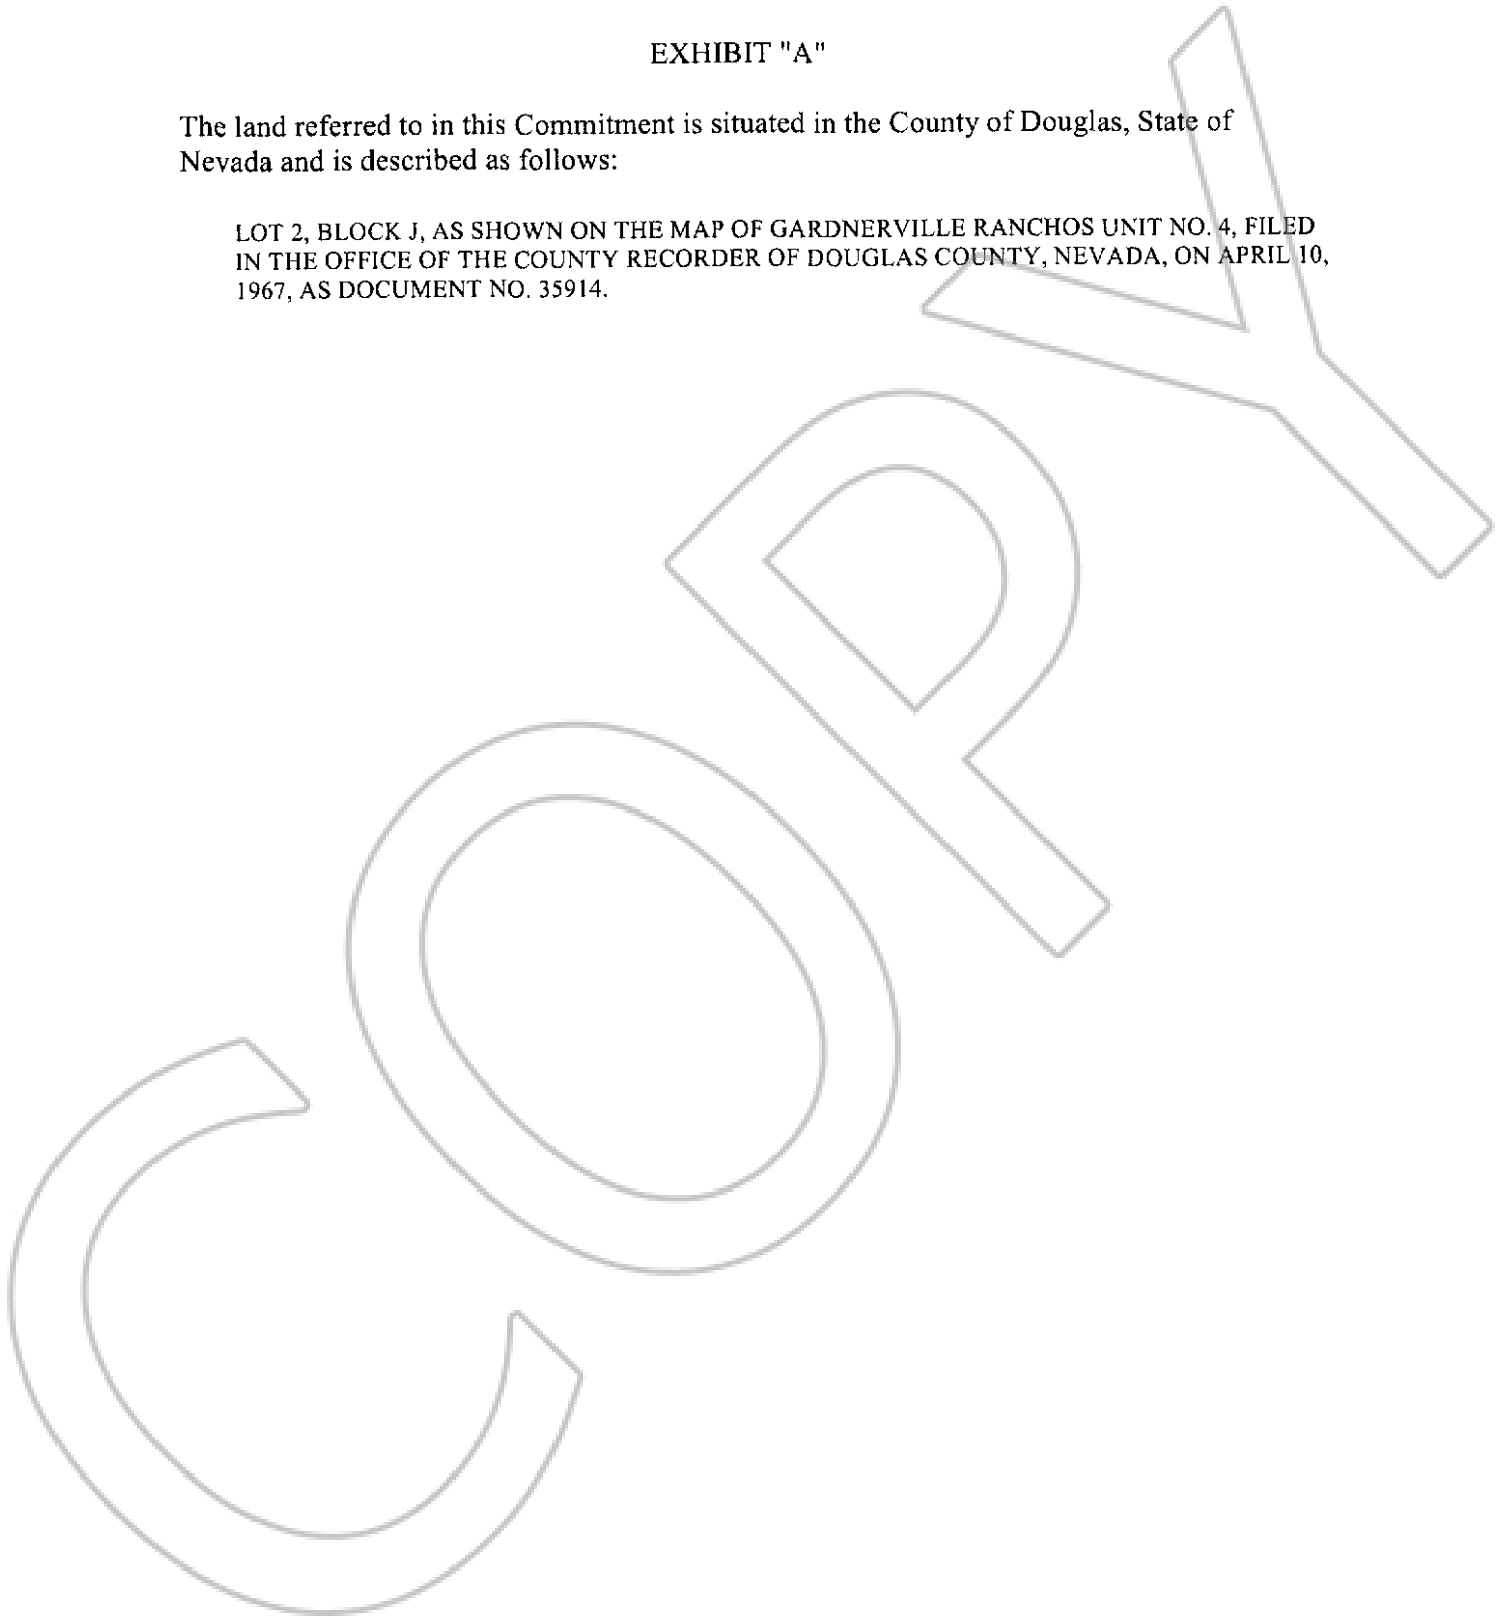 EXHIBIT "A"
The land referred to in this Commitment is situated in the County of Douglas, State of
Nevada and is described as follows:
LOT 2, BLOCK J, AS SHOWN ON THE MAP OF GARDNERVILLE RANCHOS UNIT NO. 4, FILED
IN THE OFFICE OF THE COUNTY RECORDER OF DOUGLAS COUNTY, NEVADA, ON APRIL 10,
1967, AS DOCUMENT NO. 35914.
COPY